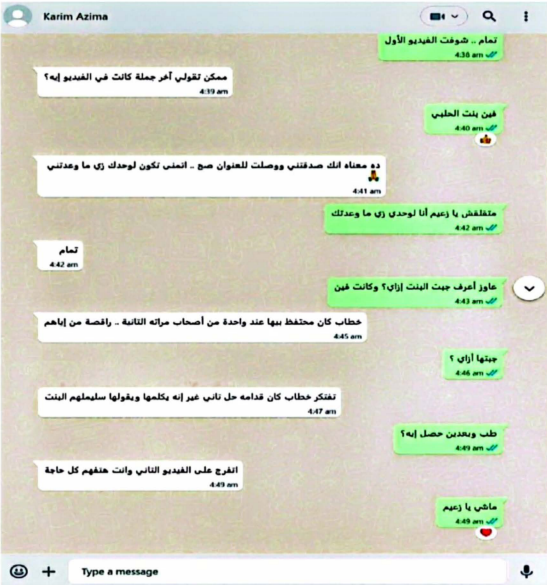 Karim Azima
تمام .. شوفت الفيديو الأول
4:38 am
ممكن تقولي آخر جملة كانت في الفيديو إيه؟
4:39 am
فين بنت الحلبي
4:40 am
ده معناه انك صدقتني ووصلت للعنوان صح .. اتمنى تكون لوحدك زي ما وعدتني
4:41 am
متقلقش يا زعيم أنا لوحدي زي ما وعدتك
4:42 am
تمام
4:42 am
عاوز أعرف جبت البنت إزاي؟ وكانت فين
4:43 am
خطاب كان محتفظ بيها عند واحدة من أصحاب مراته التانية .. راقصة من إياهم
4:45 am
جبتها أزاي ؟
4:46 am
تفتكر خطاب كان قدامه حل تاني غير إنه يكلمها ويقولها سليملهم البنت
4:47 am
طب وبعدين حصل إيه؟
4:49 am
اتفرج على الفيديو التاني وانت هتفهم كل حاجة
4:49 am
ماشي يا زعيم
4:49 am
Type a message